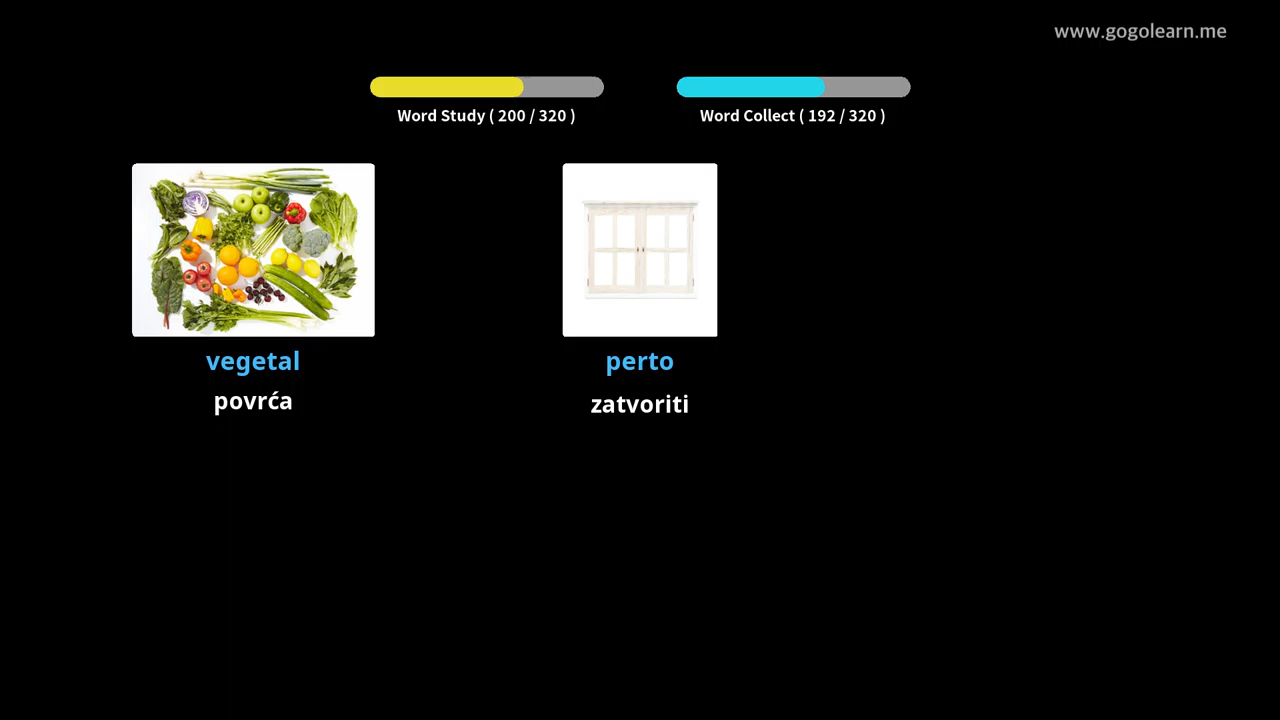 www.gogolearn.me
Word Study ( 200 / 320 )
Word Collect ( 192 / 320 )
vegetal
perto
povrća
zatvoriti